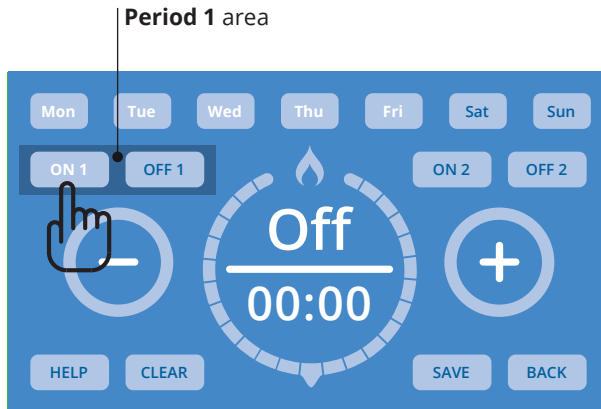 Period 1 area
Mon Tue Wed Thu Fri Sat Sun
ON 1 OFF 1 ON 2 OFF 2
Off
00:00
HELP CLEAR SAVE BACK